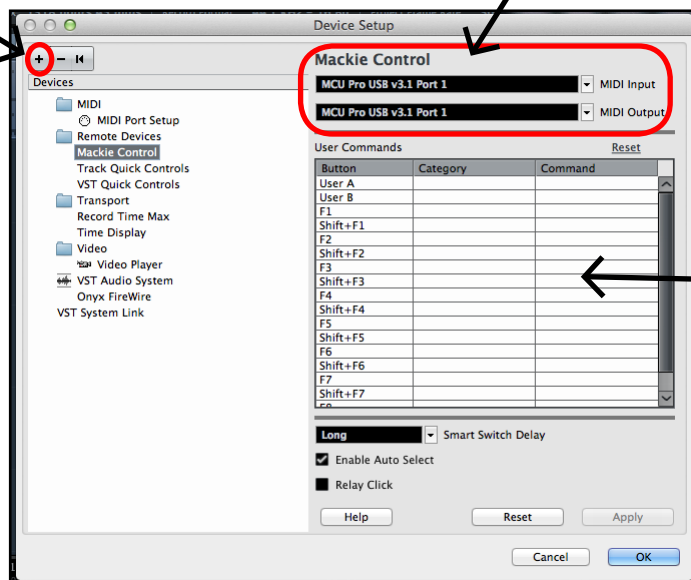 Device Setup
+ −
Devices
MIDI
MIDI Port Setup
Remote Devices
Mackie Control
Track Quick Controls
VST Quick Controls
Transport
Record Time Max
Time Display
Video
Video Player
VST Audio System
Onyx FireWire
VST System Link
Mackie Control
MCU Pro USB v3.1 Port 1 MIDI Input
MCU Pro USB v3.1 Port 1 MIDI Output
User Commands Reset
Button Category Command
User A
User B
F1
Shift+F1
F2
Shift+F2
F3
Shift+F3
F4
Shift+F4
F5
Shift+F5
F6
Shift+F6
F7
Shift+F7
Long Smart Switch Delay
Enable Auto Select
Relay Click
Help Reset Apply
Cancel OK